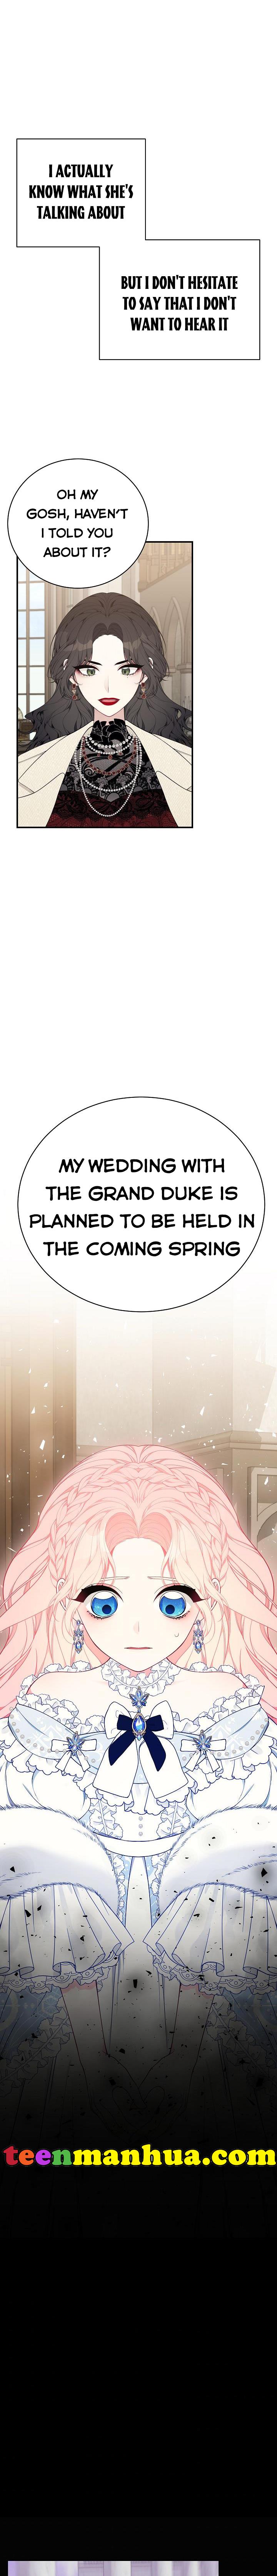 I ACTUALLY
KNOW WHAT SHE'S
TALKING ABOUT
BUT I DON'T HESITATE
TO SAY THAT I DON'T
WANT TO HEAR IT
OH MY
GOSH, HAVEN'T
I TOLD YOU
ABOUT IT?
MY WEDDING WITH
THE GRAND DUKE IS
PLANNED TO BE HELD IN
THE COMING SPRING
teenmanhua.com